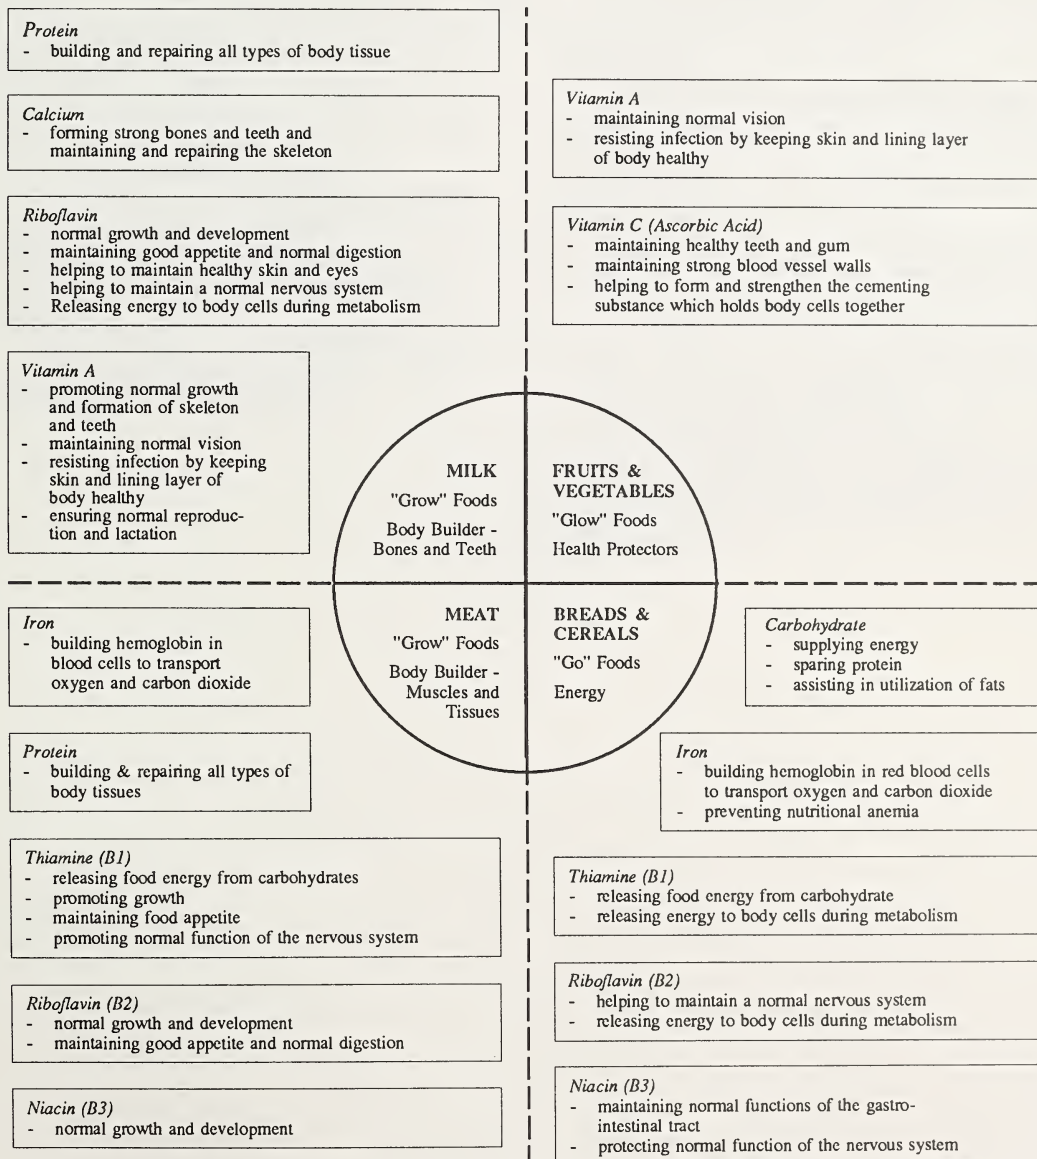 Protein
- building and repairing all types of body tissue
Calcium
- forming strong bones and teeth and
maintaining and repairing the skeleton
Riboflavin
- normal growth and development
- maintaining good appetite and normal digestion
- helping to maintain healthy skin and eyes
- helping to maintain a normal nervous system
- Releasing energy to body cells during metabolism
Vitamin A
- promoting normal growth
and formation of skeleton
and teeth
- maintaining normal vision
- resisting infection by keeping
skin and lining layer of
body healthy
- ensuring normal reproduc-
tion and lactation
Vitamin A
- maintaining normal vision
- resisting infection by keeping skin and lining layer
of body healthy
Vitamin C (Ascorbic Acid)
- maintaining healthy teeth and gum
- maintaining strong blood vessel walls
- helping to form and strengthen the cementing
substance which holds body cells together
MILK
"Grow" Foods
Body Builder -
Bones and Teeth
FRUITS &
VEGETABLES
"Glow" Foods
Health Protectors
MEAT
"Grow" Foods
Body Builder -
Muscles and
Tissues
BREADS &
CEREALS
"Go" Foods
Energy
Iron
- building hemoglobin in
blood cells to transport
oxygen and carbon dioxide
Protein
- building & repairing all types of
body tissues
Thiamine (B1)
- releasing food energy from carbohydrates
- promoting growth
- maintaining food appetite
- promoting normal function of the nervous system
Riboflavin (B2)
- normal growth and development
- maintaining good appetite and normal digestion
Niacin (B3)
- normal growth and development
Carbohydrate
- supplying energy
- sparing protein
- assisting in utilization of fats
Iron
- building hemoglobin in red blood cells
to transport oxygen and carbon dioxide
- preventing nutritional anemia
Thiamine (B1)
- releasing food energy from carbohydrate
- releasing energy to body cells during metabolism
Riboflavin (B2)
- helping to maintain a normal nervous system
- releasing energy to body cells during metabolism
Niacin (B3)
- maintaining normal functions of the gastro-
intestinal tract
- protecting normal function of the nervous system